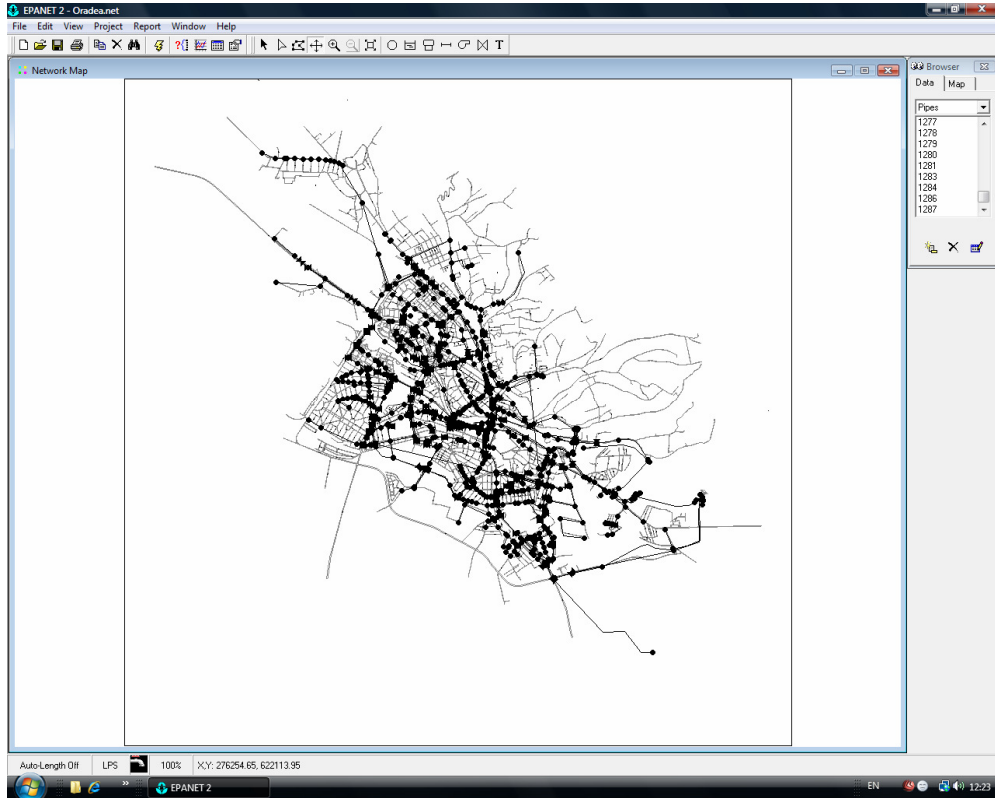 EPANET 2 - Oradea.net
File Edit View Project Report Window Help
T
Network Map
Browser
Data Map
Pipes
1277
1278
1279
1280
1281
1283
1284
1286
1287
Auto-Length Off LPS 100% X,Y: 276254.65, 622113.95
» EPANET 2 EN 12:23